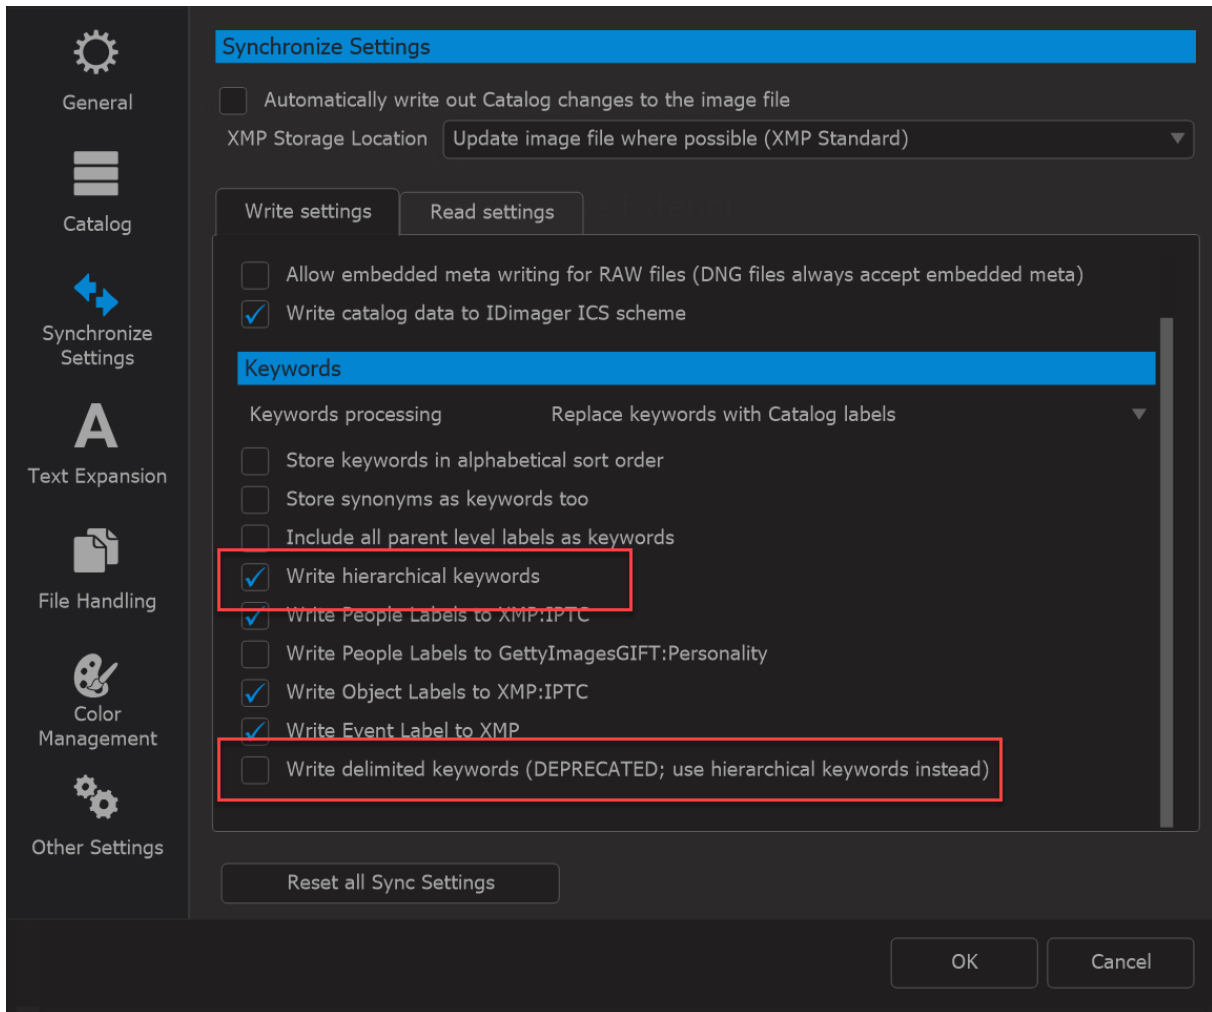 General
Catalog
Synchronize
Settings
Text Expansion
File Handling
Color
Management
Other Settings
Synchronize Settings
Automatically write out Catalog changes to the image file
XMP Storage Location Update image file where possible (XMP Standard)
Write settings Read settings
Allow embedded meta writing for RAW files (DNG files always accept embedded meta)
Write catalog data to IDimager ICS scheme
Keywords
Keywords processing Replace keywords with Catalog labels
Store keywords in alphabetical sort order
Store synonyms as keywords too
Include all parent level labels as keywords
Write hierarchical keywords
Write People Labels to XMP:IPTC
Write People Labels to GettyImagesGIFT:Personality
Write Object Labels to XMP:IPTC
Write Event Label to XMP
Write delimited keywords (DEPRECATED; use hierarchical keywords instead)
Reset all Sync Settings
OK Cancel